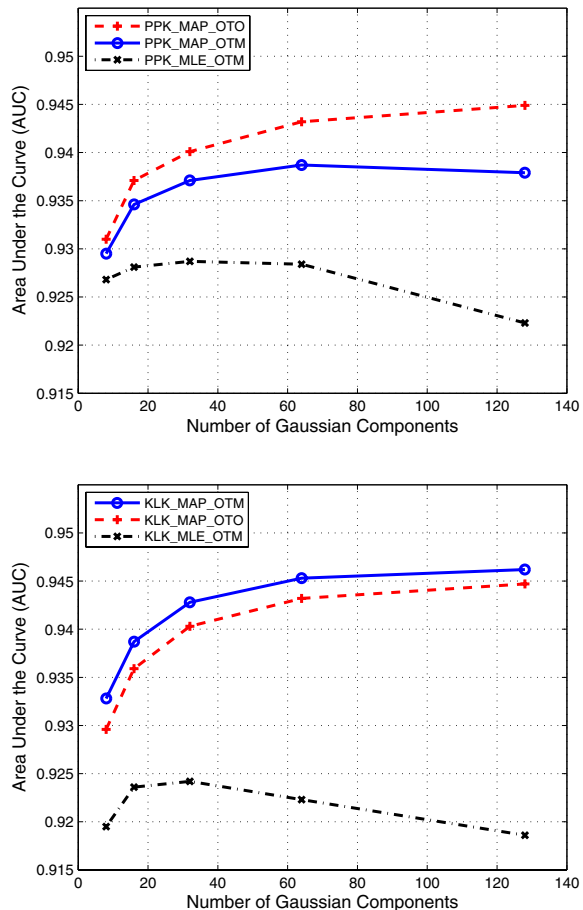 PPK_MAP_OTO
PPK_MAP_OTM
PPK_MLE_OTM
0.95
0.945
0.94
0.935
0.93
0.925
0.92
0.915
Area Under the Curve (AUC)
0 20 40 60 80 100 120 140
Number of Gaussian Components
KLK_MAP_OTM
KLK_MAP_OTO
KLK_MLE_OTM
0.95
0.945
0.94
0.935
0.93
0.925
0.92
0.915
Area Under the Curve (AUC)
0 20 40 60 80 100 120 140
Number of Gaussian Components